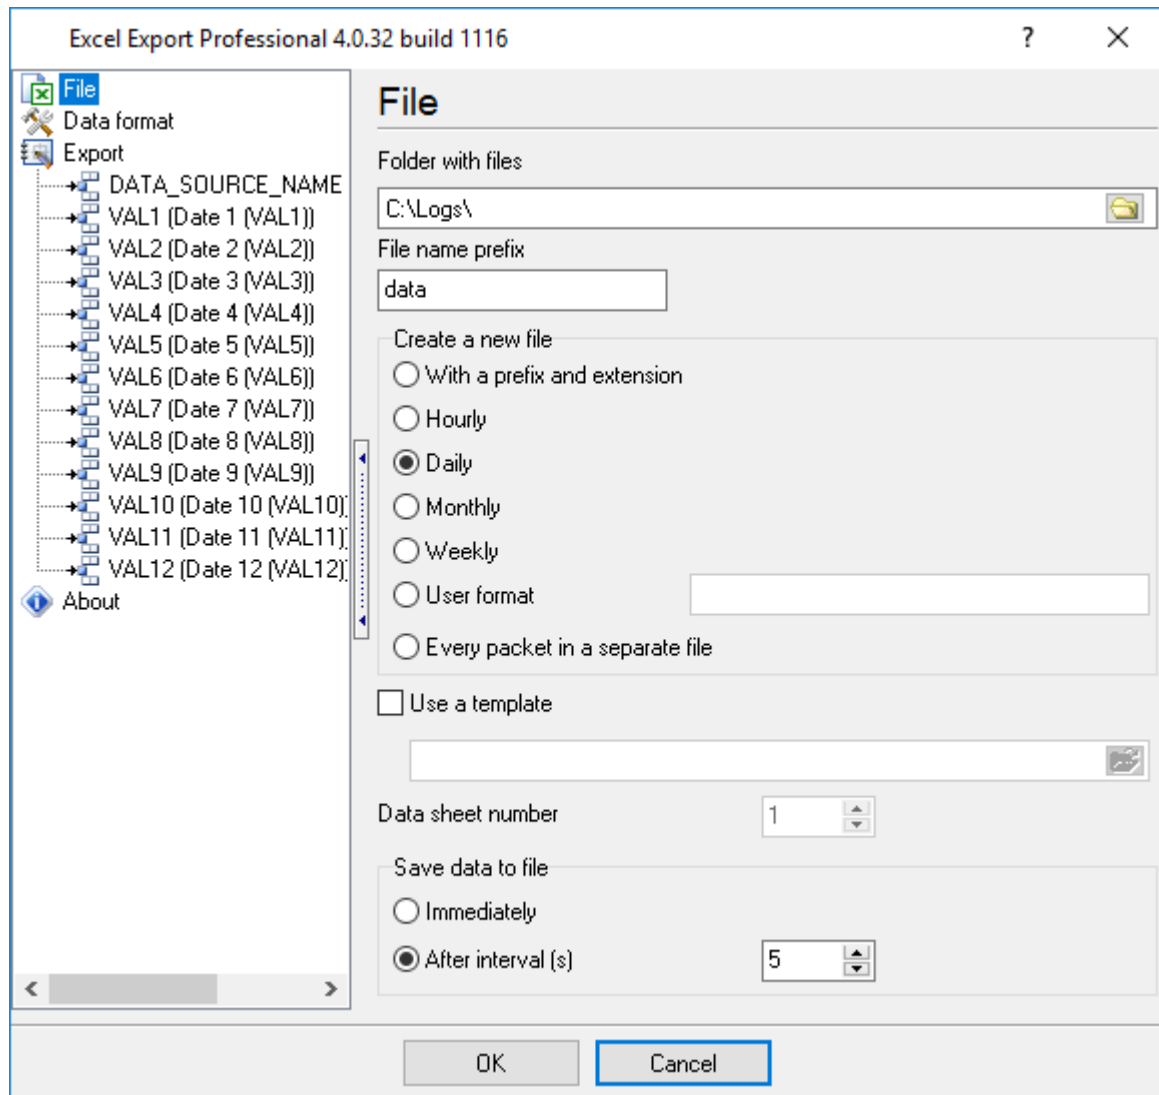 Excel Export Professional 4.0.32 build 1116
?
File
Data format
Export
DATA_SOURCE_NAME
VAL1 (Date 1 (VAL1))
VAL2 (Date 2 (VAL2))
VAL3 (Date 3 (VAL3))
VAL4 (Date 4 (VAL4))
VAL5 (Date 5 (VAL5))
VAL6 (Date 6 (VAL6))
VAL7 (Date 7 (VAL7))
VAL8 (Date 8 (VAL8))
VAL9 (Date 9 (VAL9))
VAL10 (Date 10 (VAL10))
VAL11 (Date 11 (VAL11)
VAL12 (Date 12 (VAL12)
About
File
Folder with files
C:\Logs\
File name prefix
data
Create a new file
With a prefix and extension
Hourly
Daily
Monthly
Weekly
User format
Every packet in a separate file
Use a template
Data sheet number 1
Save data to file
Immediately
After interval (s) 5
OK Cancel